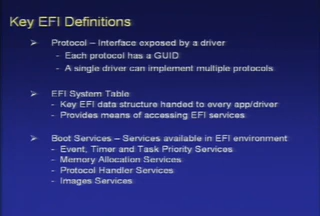 Key EFI Definitions
➢ Protocol – Interface exposed by a driver
- Each protocol has a GUID
- A single driver can implement multiple protocols
➢ EFI System Table
- Key EFI data structure handed to every app/driver
- Provides means of accessing EFI services
➢ Boot Services – Services available in EFI environment
- Event, Timer and Task Priority Services
- Memory Allocation Services
- Protocol Handler Services
- Images Services